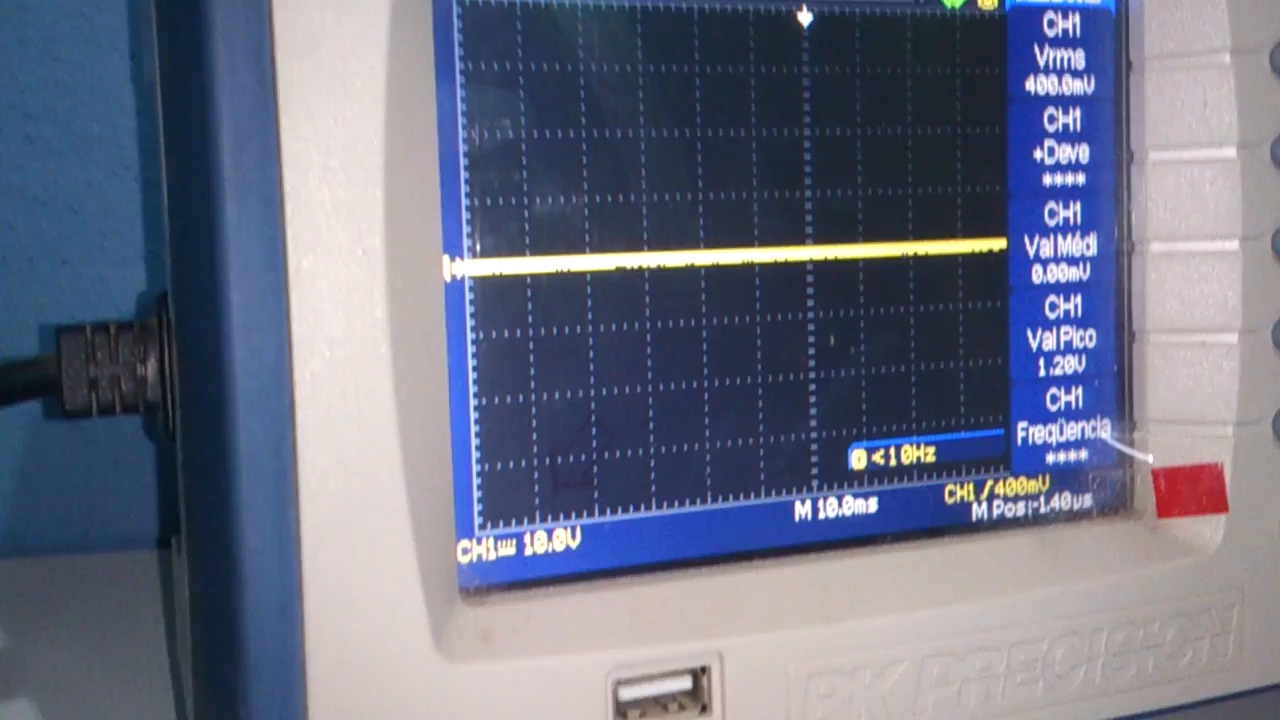 CH1
Vrms
400.0mV
CH1
+Deve
****
CH1
Val Médi
0.00mV
CH1
Val Pico
1.20V
CH1
Freqüencia
****
<10Hz
CH1 / 400mV
M 10.0ms
M Pos:-1.40µs
CH1 10.0V
BK PRECISION